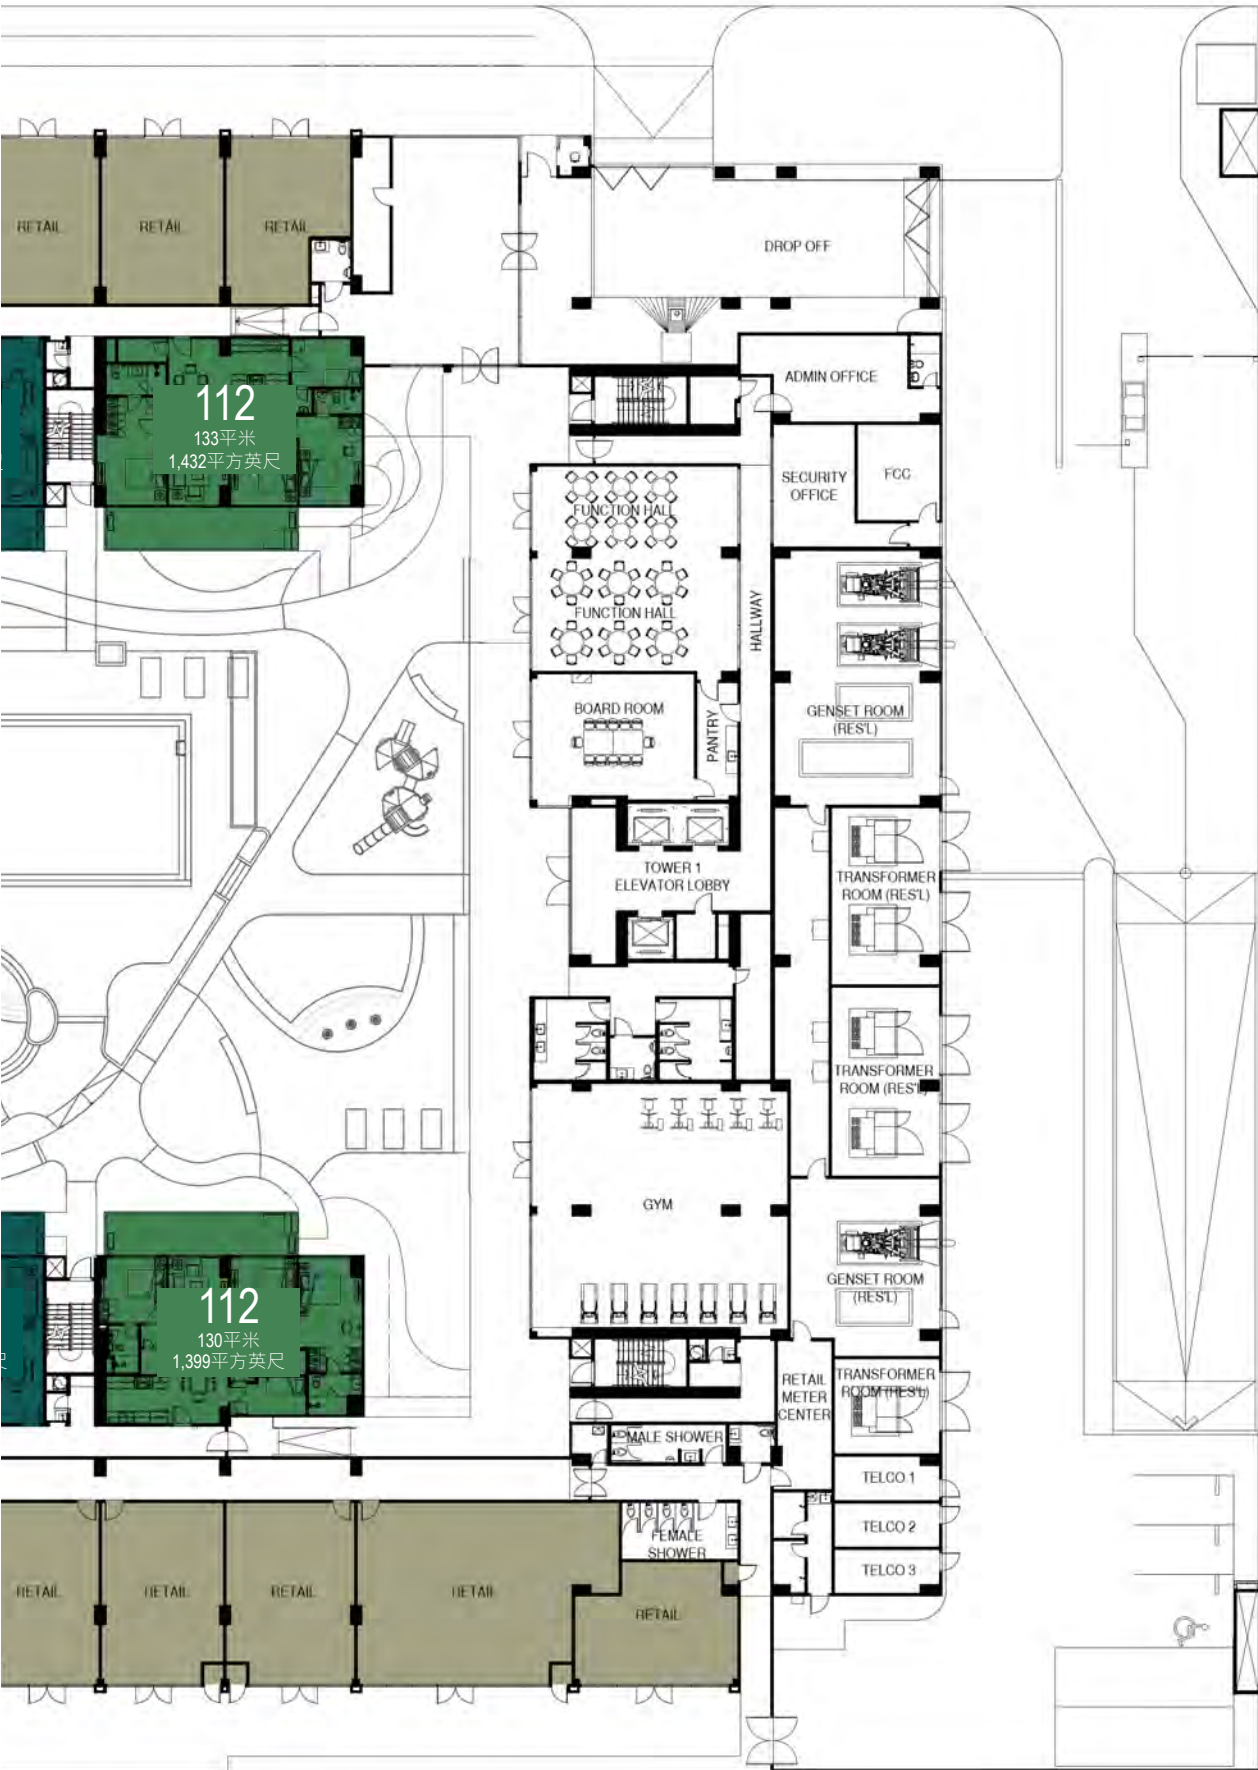 RETAIL
RETAIL
RETAIL
DROP OFF
112
133平米
1,432平方英尺
ADMIN OFFICE
SECURITY
OFFICE
FCC
FUNCTION HALL
FUNCTION HALL
HALLWAY
BOARD ROOM
PANTRY
GENSET ROOM
(RES'L)
TOWER 1
ELEVATOR LOBBY
TRANSFORMER
ROOM (RES'L)
TRANSFORMER
ROOM (RES'L)
GYM
GENSET ROOM
(RES'L)
112
130平米
1,399平方英尺
尺
RETAIL
METER
CENTER
TRANSFORMER
ROOM (RES'L)
MALE SHOWER
TELCO 1
TELCO 2
TELCO 3
FEMALE
SHOWER
RETAIL
RETAIL
RETAIL
RETAIL
RETAIL